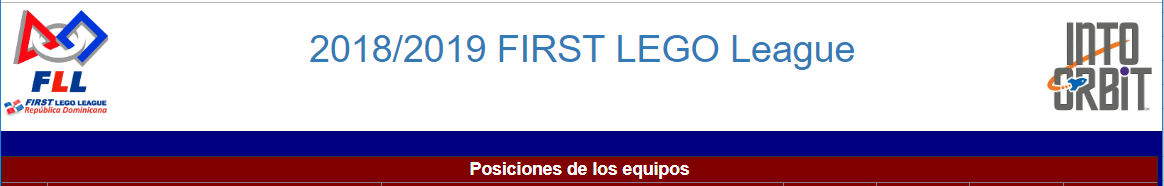 FLL
FIRST LEGO LEAGUE
República Dominicana
2018/2019 FIRST LEGO League
INTO
ORBIT
Posiciones de los equipos